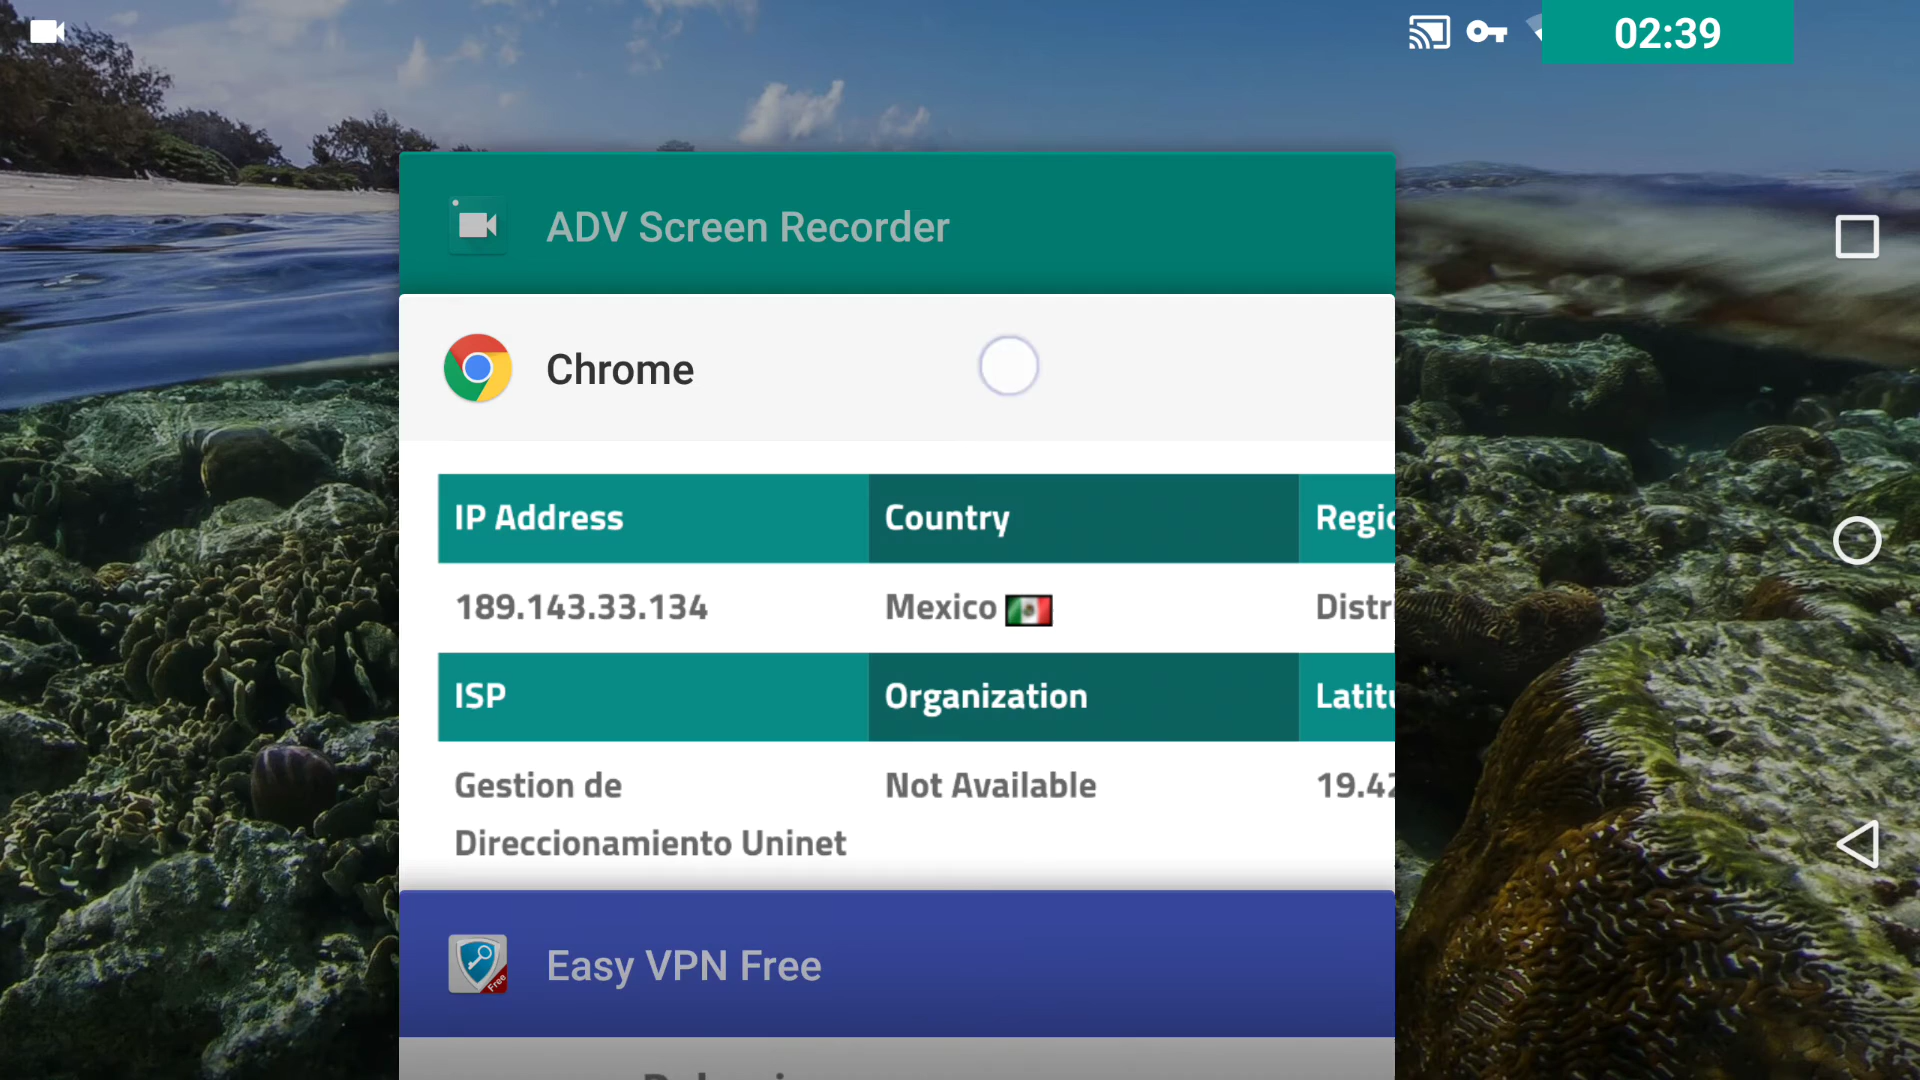 02:39
ADV Screen Recorder
Chrome
IP Address Country
189.143.33.134 Mexico
ISP Organization
Gestion de Not Available
Direccionamiento Uninet
Easy VPN Free
Free